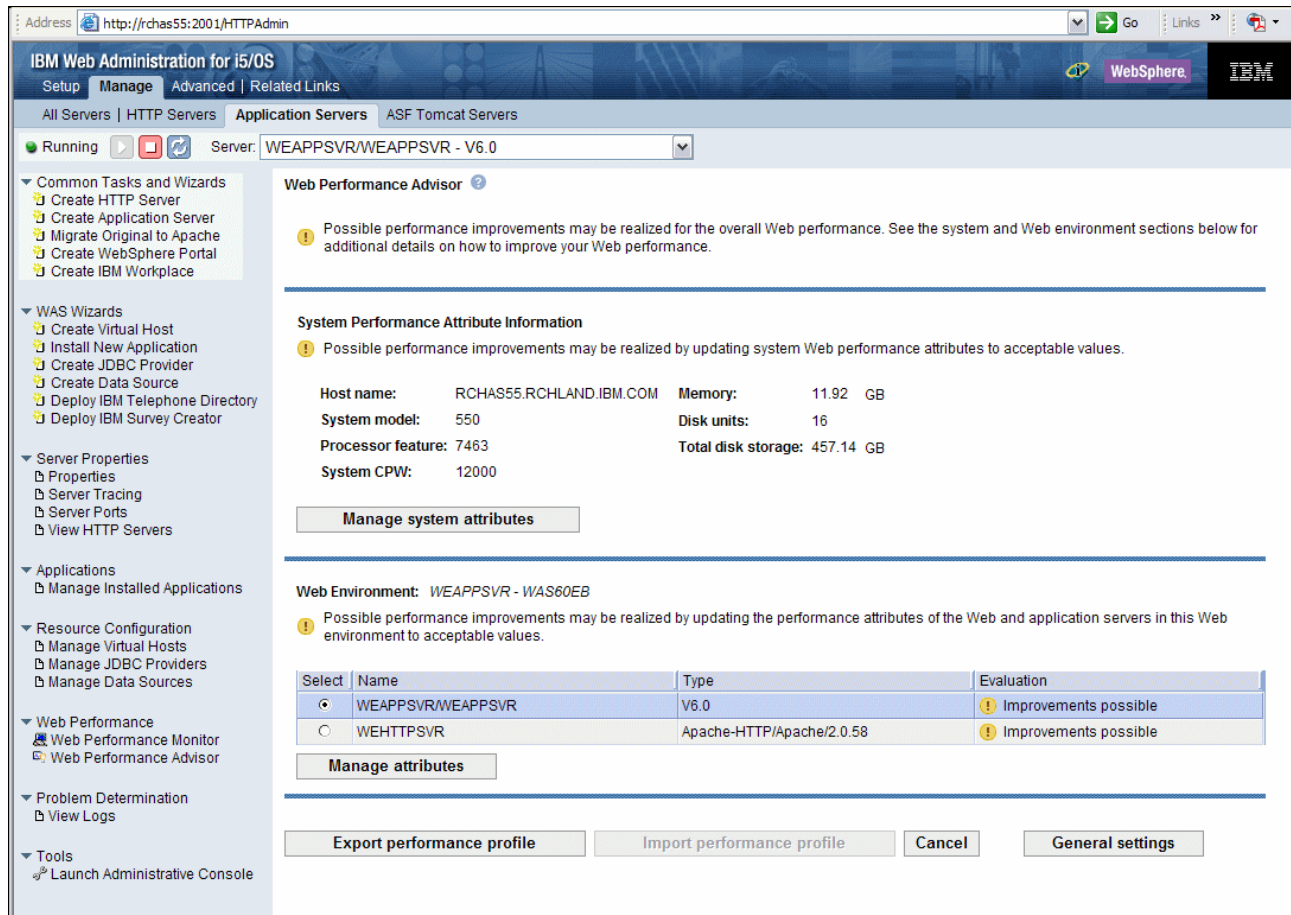 Address http://rchas55:2001/HTTPAdmin Go Links »
IBM Web Administration for i5/OS
Setup Manage Advanced | Related Links
WebSphere. IBM
All Servers | HTTP Servers Application Servers ASF Tomcat Servers
Running Server: WEAPPSVR/WEAPPSVR - V6.0
Common Tasks and Wizards
Create HTTP Server
Create Application Server
Migrate Original to Apache
Create WebSphere Portal
Create IBM Workplace
WAS Wizards
Create Virtual Host
Install New Application
Create JDBC Provider
Create Data Source
Deploy IBM Telephone Directory
Deploy IBM Survey Creator
Server Properties
Properties
Server Tracing
Server Ports
View HTTP Servers
Applications
Manage Installed Applications
Resource Configuration
Manage Virtual Hosts
Manage JDBC Providers
Manage Data Sources
Web Performance
Web Performance Monitor
Web Performance Advisor
Problem Determination
View Logs
Tools
Launch Administrative Console
Web Performance Advisor ?
! Possible performance improvements may be realized for the overall Web performance. See the system and Web environment sections below for
additional details on how to improve your Web performance.
System Performance Attribute Information
! Possible performance improvements may be realized by updating system Web performance attributes to acceptable values.
Host name: RCHAS55.RCHLAND.IBM.COM Memory: 11.92 GB
System model: 550 Disk units: 16
Processor feature: 7463 Total disk storage: 457.14 GB
System CPW: 12000
Manage system attributes
Web Environment: WEAPPSVR - WAS60EB
! Possible performance improvements may be realized by updating the performance attributes of the Web and application servers in this Web
environment to acceptable values.
Select Name Type Evaluation
WEAPPSVR/WEAPPSVR V6.0 ! Improvements possible
WEHTTPSVR Apache-HTTP/Apache/2.0.58 ! Improvements possible
Manage attributes
Export performance profile Import performance profile Cancel General settings